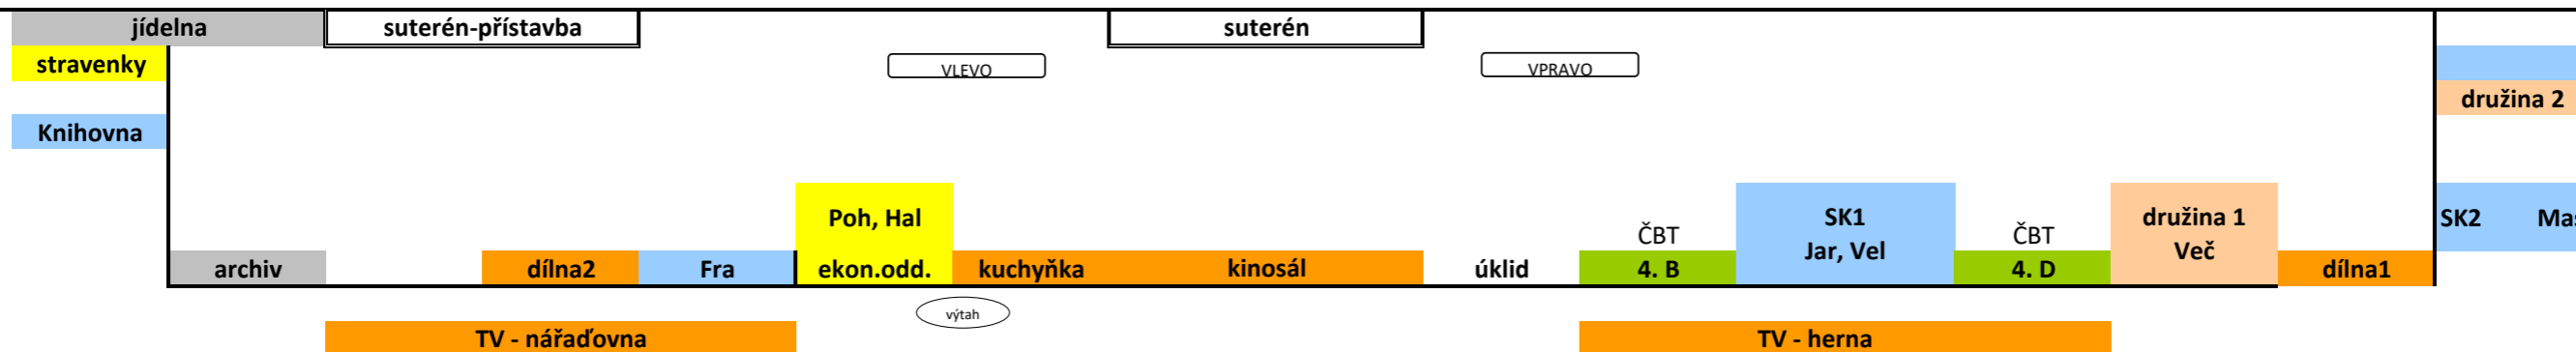 jídelna suterén-přístavba suterén
stravenky VLEVO VPRAVO
družina 2
Knihovna
Poh, Hal ČBT SK1 ČBT družina 1 SK2
archiv dílna2 Fra ekon.odd. kuchyňka kinosál úklid 4. B Jar, Vel 4. D Več dílna1
výtah
TV - nářaďovna TV - herna